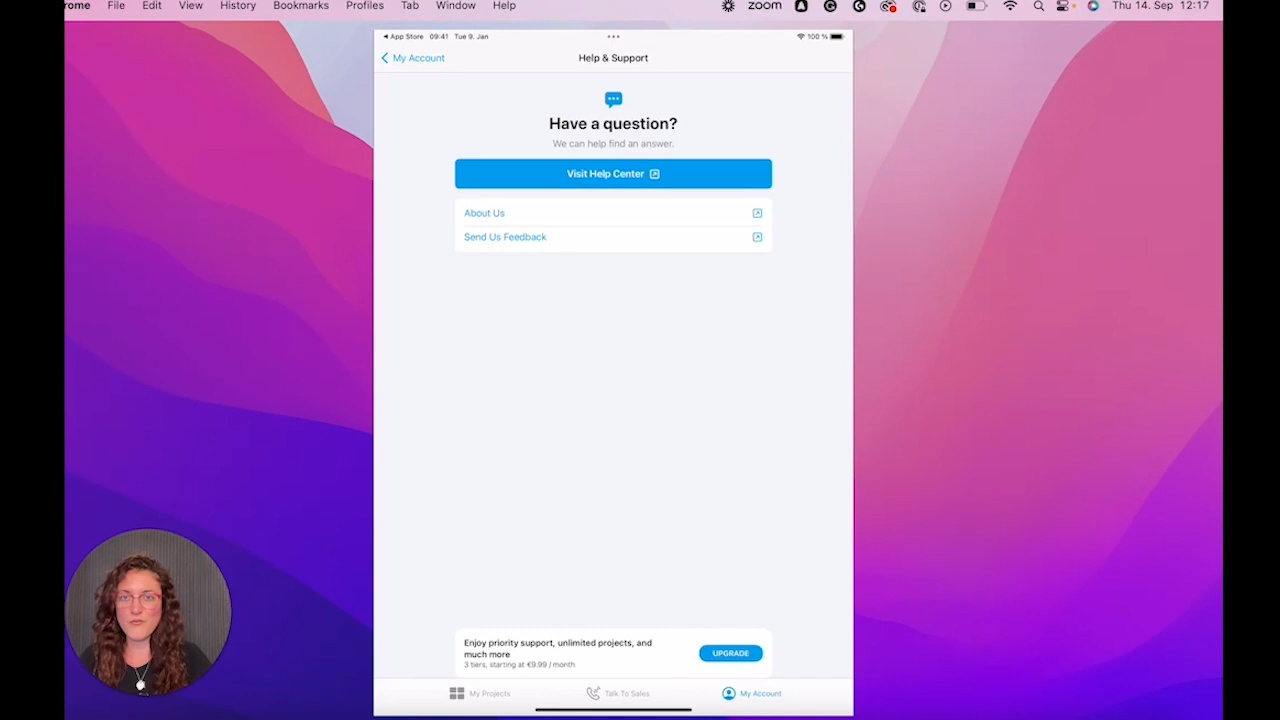 rome File Edit View History Bookmarks Profiles Tab Window Help zoom Thu 14. Sep 12:17
App Store 09:41 Tue 9. Jan 100 %
My Account Help & Support
Have a question?
We can help find an answer.
Visit Help Center
About Us
Send Us Feedback
Enjoy priority support, unlimited projects, and
much more
3 tiers, starting at €9.99 / month
UPGRADE
My Projects Talk To Sales My Account